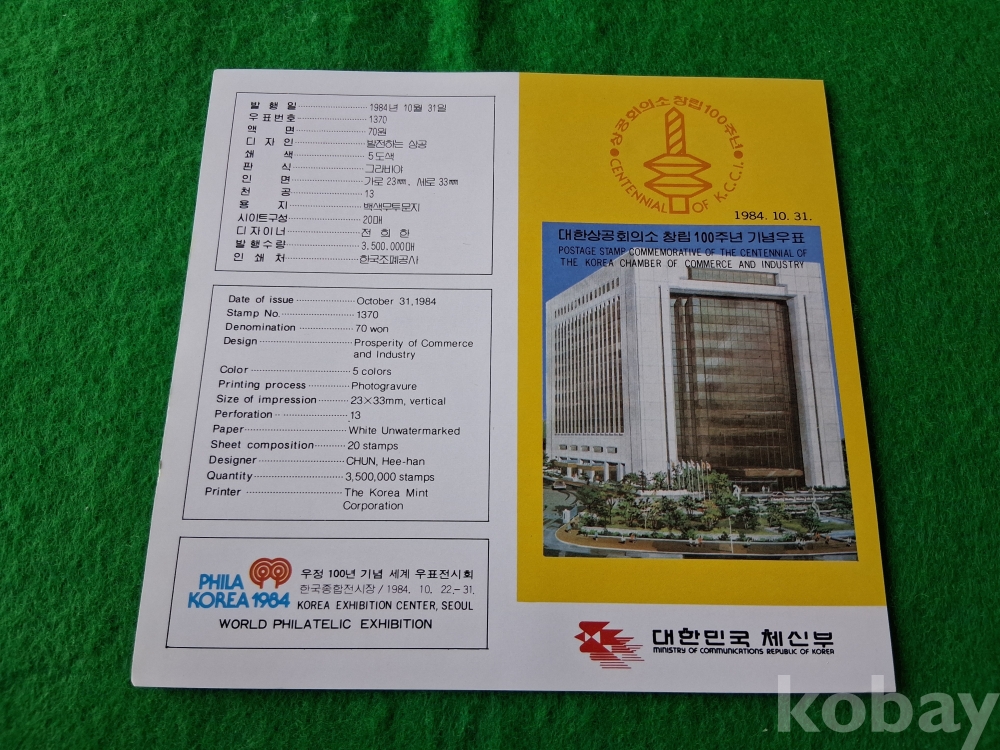 발행일 1984년 10월 31일
우표번호 1370
액면 70원
디자인 발전하는 상공
쇄색 5도색
판식 그라비아
인면 가로 23㎜, 세로 33㎜
천공 13
용지 백색무투문지
시이트구성 20매
디자이너 전희한
발행수량 3,500,000매
인쇄처 한국조폐공사
Date of issue October 31, 1984
Stamp No. 1370
Denomination 70 won
Design Prosperity of Commerce
and Industry
Color 5 colors
Printing process Photogravure
Size of impression 23×33mm, vertical
Perforation 13
Paper White Unwatermarked
Sheet composition 20 stamps
Designer CHUN, Hee-han
Quantity 3,500,000 stamps
Printer The Korea Mint
Corporation
PHILA
KOREA 1984
우정 100년 기념 세계 우표전시회
한국종합전시장 / 1984. 10. 22.-31.
KOREA EXHIBITION CENTER, SEOUL
WORLD PHILATELIC EXHIBITION
상공회의소 창립100주년
CENTENNIAL OF K.C.C.I.
1984. 10. 31.
대한상공회의소 창립 100주년 기념우표
POSTAGE STAMP COMMEMORATIVE OF THE CENTENNIAL OF
THE KOREA CHAMBER OF COMMERCE AND INDUSTRY
대한민국 체신부
MINISTRY OF COMMUNICATIONS REPUBLIC OF KOREA
kobay